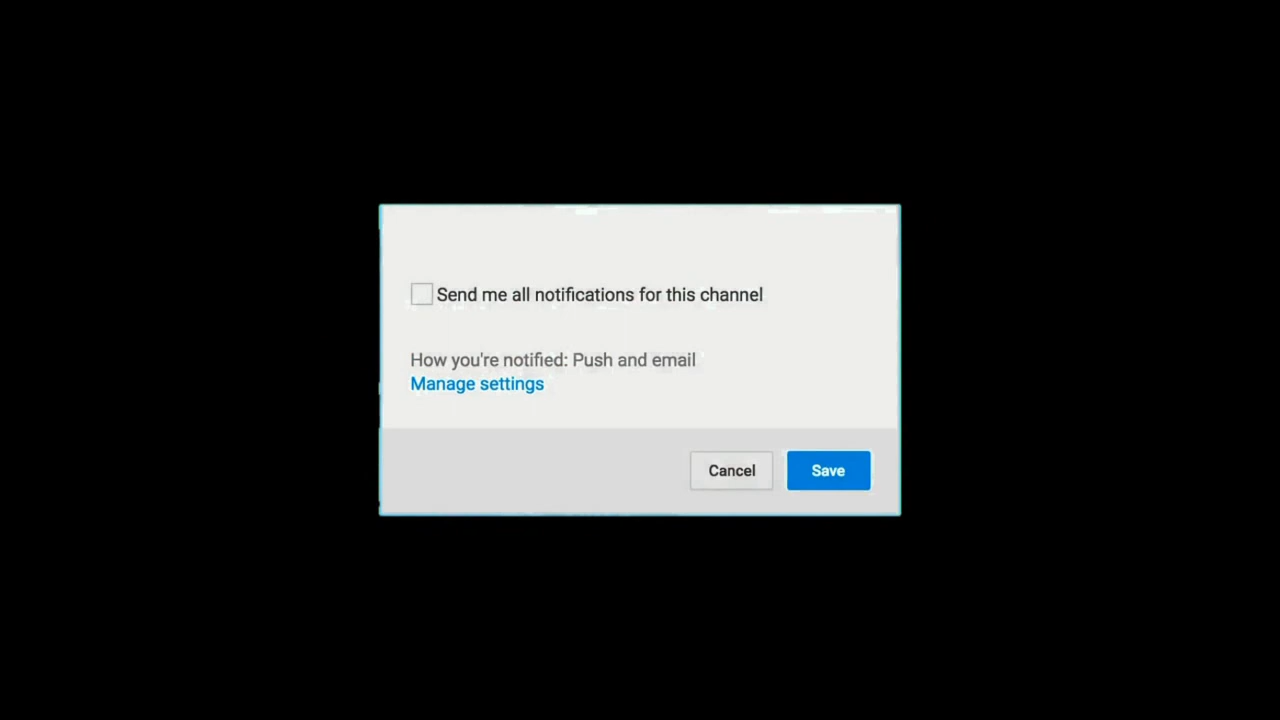 Send me all notifications for this channel
How you're notified: Push and email
Manage settings
Cancel
Save